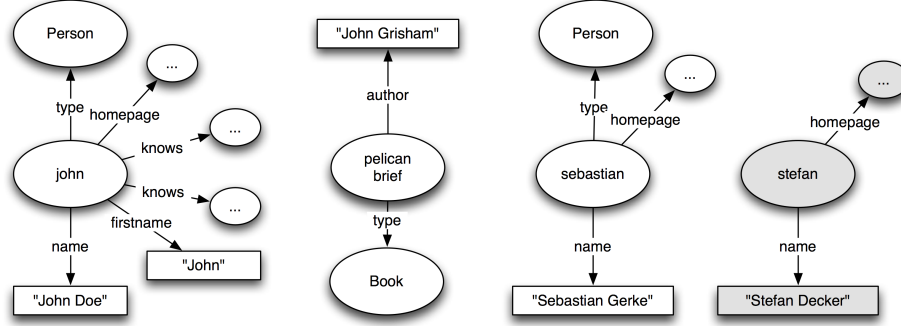 Person
...
type
homepage
...
knows
john
knows
...
firstname
name
"John"
"John Doe"
"John Grisham"
author
pelican
brief
type
Book
Person
...
type
homepage
sebastian
name
"Sebastian Gerke"
...
homepage
stefan
name
"Stefan Decker"